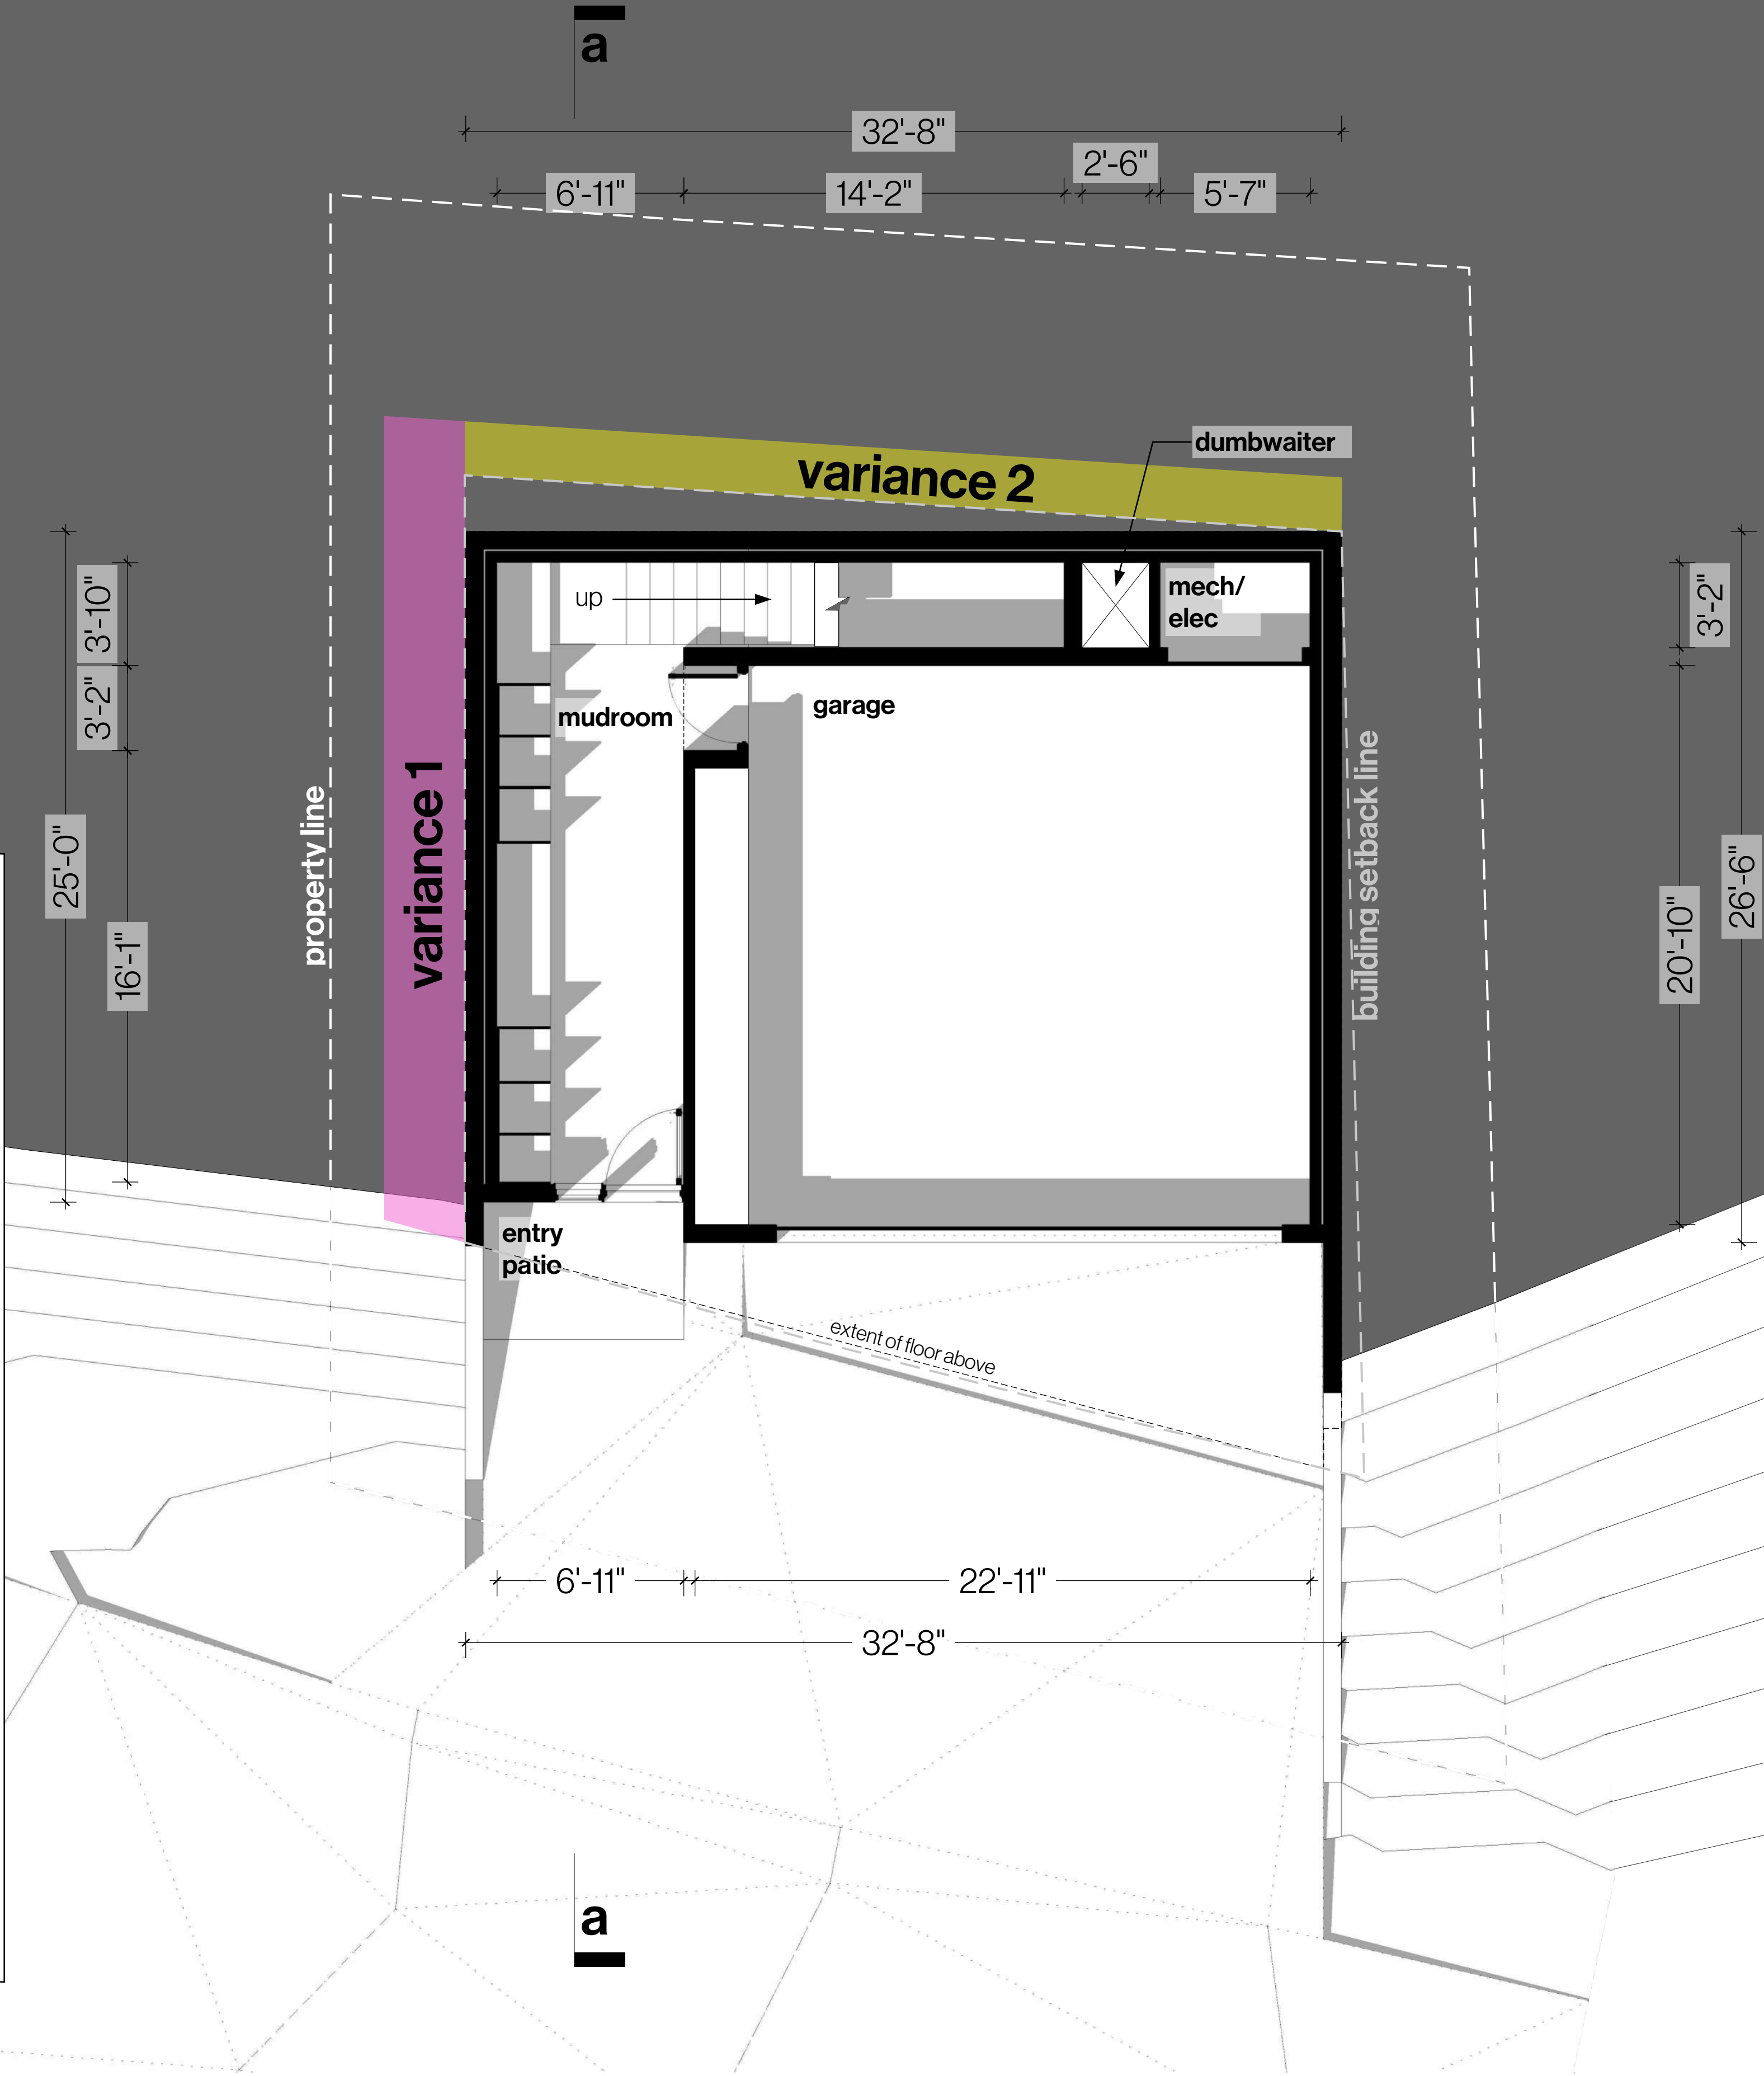 a
32'-8"
2'-6"
6'-11"
14'-2"
5'-7"
dumbwaiter
variance 2
up
mech/
elec
3'-10"
3'-2"
3'-2"
mudroom
garage
property line
variance 1
building setback line
25'-0"
16'-1"
20'-10"
26'-6"
entry
patio
extent of floor above
6'-11"
22'-11"
32'-8"
a